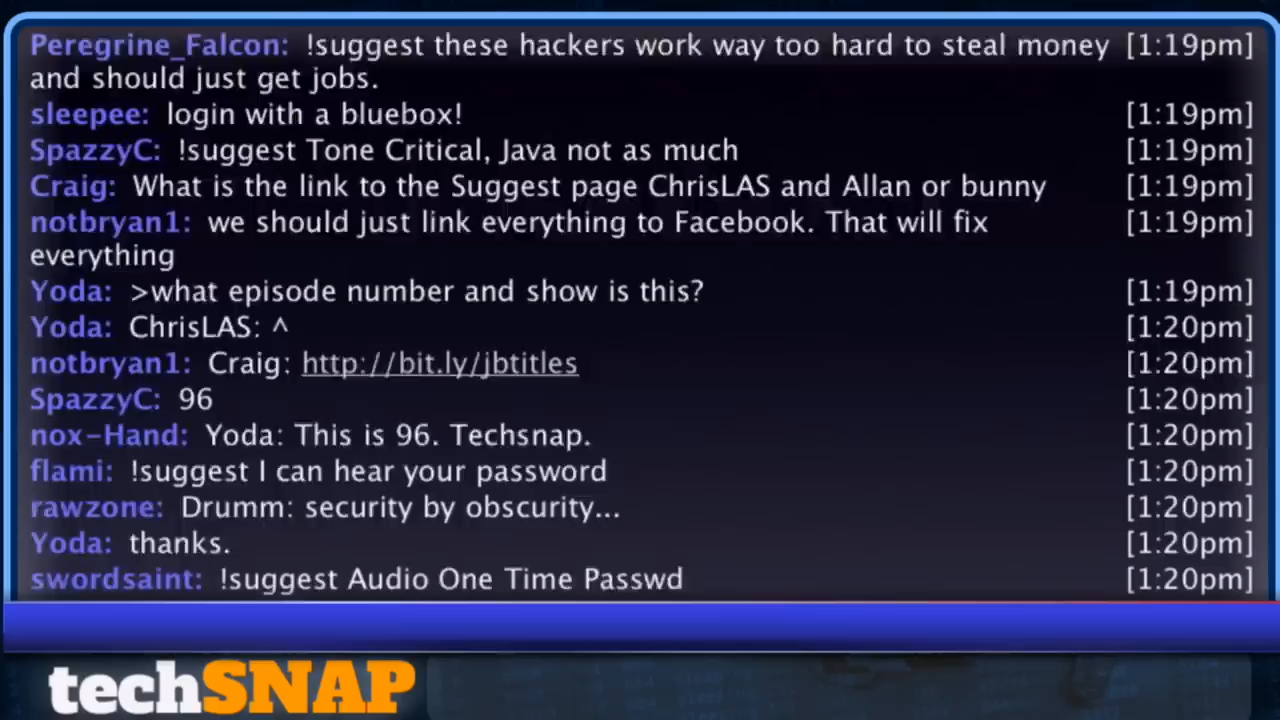 Peregrine_Falcon: !suggest these hackers work way too hard to steal money [1:19pm]
and should just get jobs.
sleepee: login with a bluebox! [1:19pm]
SpazzyC: !suggest Tone Critical, Java not as much [1:19pm]
Craig: What is the link to the Suggest page ChrisLAS and Allan or bunny [1:19pm]
notbryan1: we should just link everything to Facebook. That will fix [1:19pm]
everything
Yoda: >what episode number and show is this? [1:19pm]
Yoda: ChrisLAS: ^ [1:20pm]
notbryan1: Craig: http://bit.ly/jbtitles [1:20pm]
SpazzyC: 96 [1:20pm]
nox-Hand: Yoda: This is 96. Techsnap. [1:20pm]
flami: !suggest I can hear your password [1:20pm]
rawzone: Drumm: security by obscurity... [1:20pm]
Yoda: thanks. [1:20pm]
swordsaint: !suggest Audio One Time Passwd [1:20pm]
techSNAP